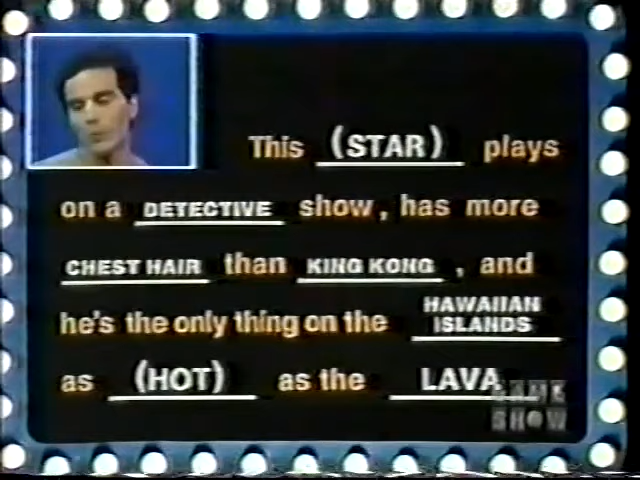 This (STAR) plays
on a DETECTIVE show, has more
CHEST HAIR than KING KONG, and
he's the only thing on the HAWAIIAN ISLANDS
as (HOT) as the LAVA
GAME
SHOW